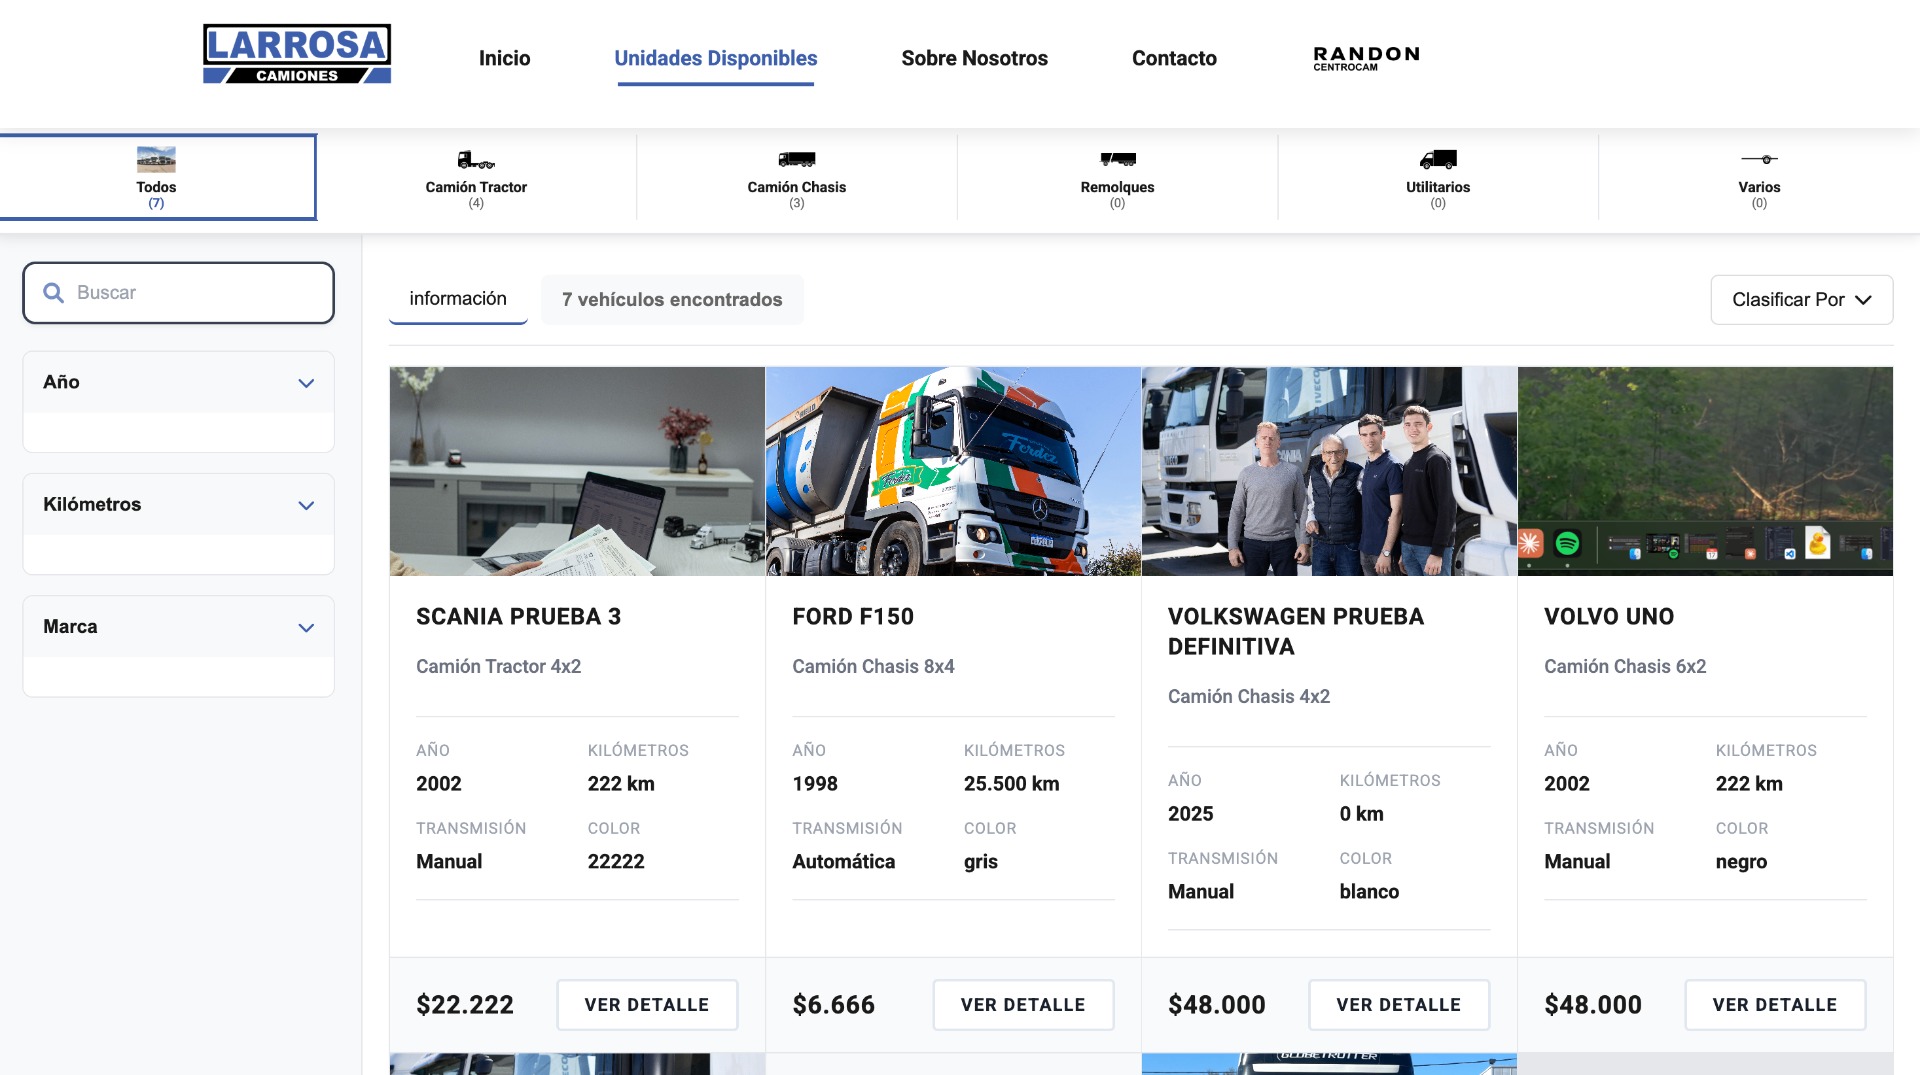 LARROSA
CAMIONES
Inicio
Unidades Disponibles
Sobre Nosotros
Contacto
RANDON
CENTROCAM
Todos
(7)
Camión Tractor
(4)
Camión Chasis
(3)
Remolques
(0)
Utilitarios
(0)
Varios
(0)
Buscar
Año
Kilómetros
Marca
información
7 vehículos encontrados
Clasificar Por
Ferdez
IVECO
SCANIA
17
SCANIA PRUEBA 3
Camión Tractor 4x2
AÑO
KILÓMETROS
2002
222 km
TRANSMISIÓN
COLOR
Manual
22222
$22.222
VER DETALLE
FORD F150
Camión Chasis 8x4
AÑO
KILÓMETROS
1998
25.500 km
TRANSMISIÓN
COLOR
Automática
gris
$6.666
VER DETALLE
VOLKSWAGEN PRUEBA
DEFINITIVA
Camión Chasis 4x2
AÑO
KILÓMETROS
2025
0 km
TRANSMISIÓN
COLOR
Manual
blanco
$48.000
VER DETALLE
VOLVO UNO
Camión Chasis 6x2
AÑO
KILÓMETROS
2002
222 km
TRANSMISIÓN
COLOR
Manual
negro
$48.000
VER DETALLE
GLOBETROTTER